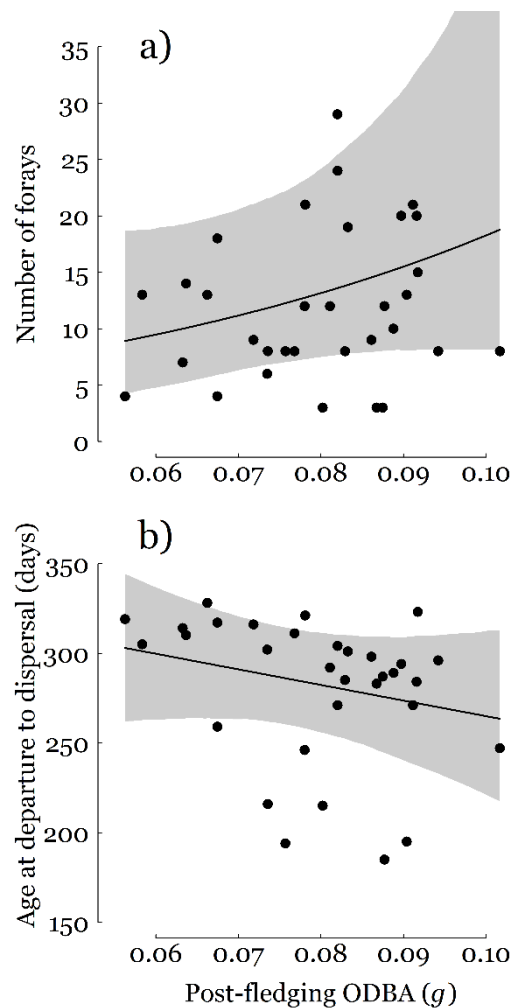 a)
35
30
25
20
15
10
5
0
Number of forays
0.06 0.07 0.08 0.09 0.10
b)
350
300
250
200
150
Age at departure to dispersal (days)
0.06 0.07 0.08 0.09 0.10
Post-fledging ODBA (g)